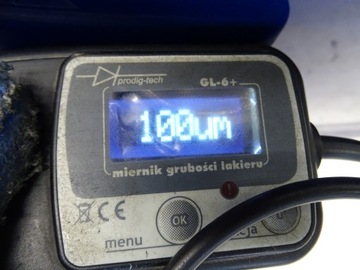 prodig-tech
GL-6+
100um
miernik grubości lakieru
CE
OK
menu